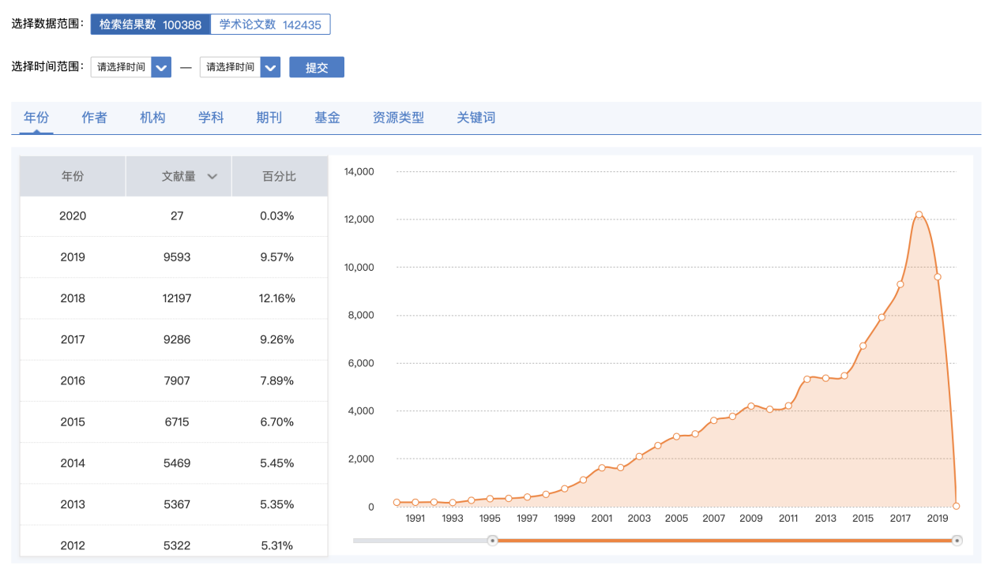 选择数据范围: 检索结果数 100388 学术论文数 142435
选择时间范围: 请选择时间 — 请选择时间 提交
年份 作者 机构 学科 期刊 基金 资源类型 关键词
年份 文献量 百分比
2020 27 0.03%
2019 9593 9.57%
2018 12197 12.16%
2017 9286 9.26%
2016 7907 7.89%
2015 6715 6.70%
2014 5469 5.45%
2013 5367 5.35%
2012 5322 5.31%
14,000
12,000
10,000
8,000
6,000
4,000
2,000
0
1991 1993 1995 1997 1999 2001 2003 2005 2007 2009 2011 2013 2015 2017 2019